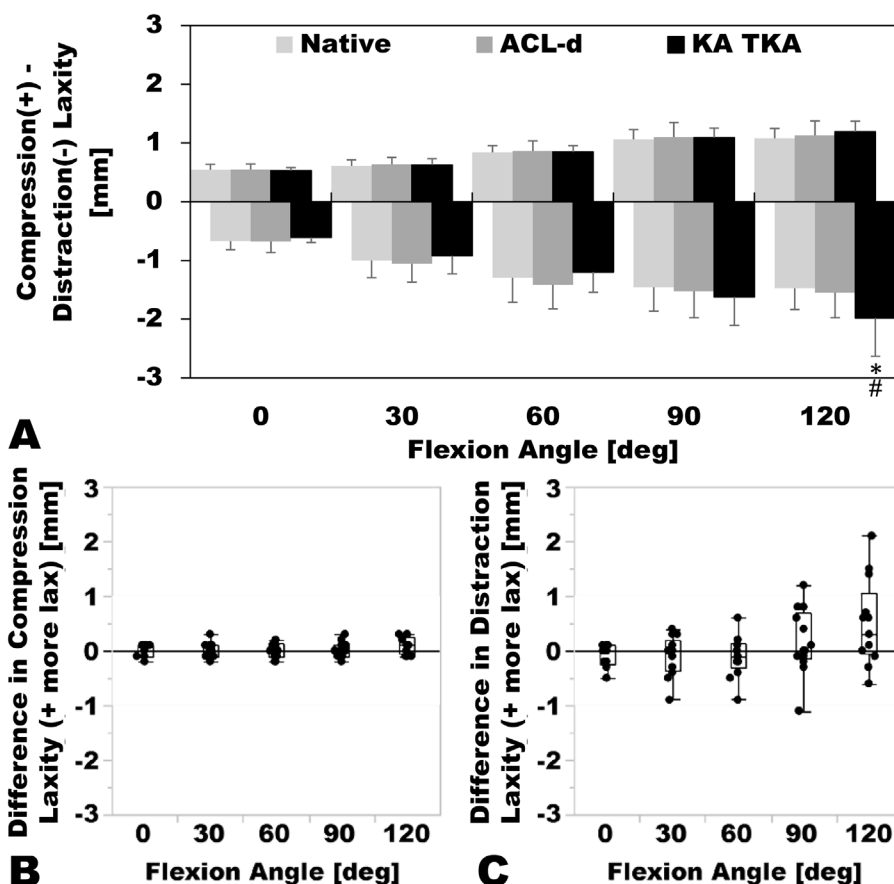 Compression(+) -
Distraction(-) Laxity
[mm]
3
2
1
0
-1
-2
-3
Native
ACL-d
KA TKA
*
#
0
30
60
90
120
Flexion Angle [deg]
A
Difference in Compression
Laxity (+ more lax) [mm]
3
2
1
0
-1
-2
-3
0
30
60
90
120
Flexion Angle [deg]
B
Difference in Distraction
Laxity (+ more lax) [mm]
3
2
1
0
-1
-2
-3
0
30
60
90
120
Flexion Angle [deg]
C